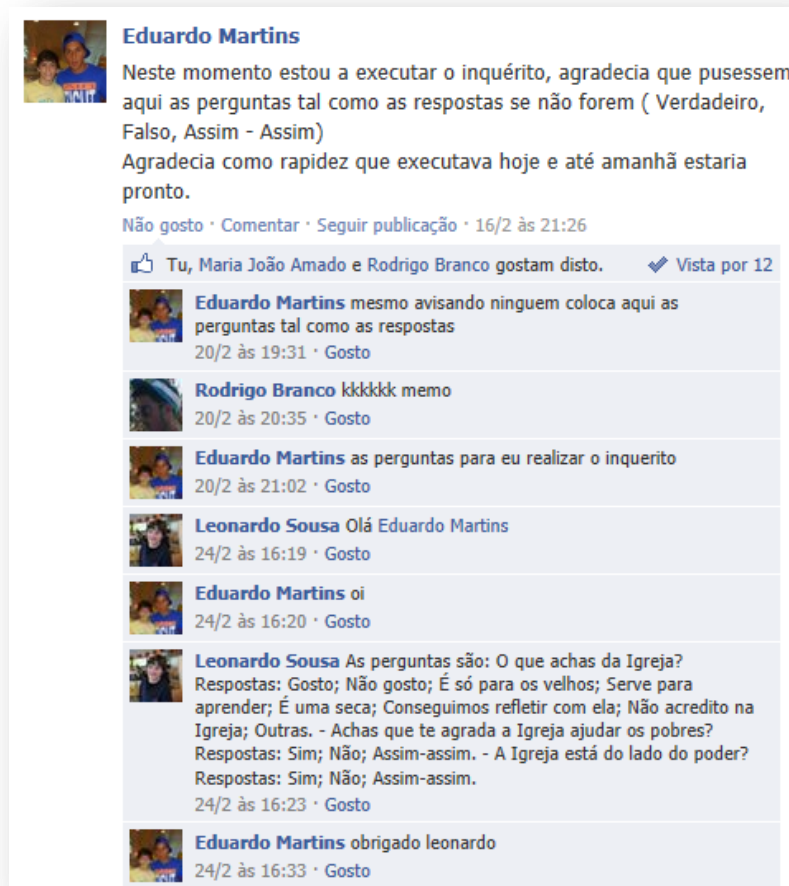 Eduardo Martins
Neste momento estou a executar o inquérito, agradecia que pusessem
aqui as perguntas tal como as respostas se não forem ( Verdadeiro,
Falso, Assim - Assim)
Agradecia como rapidez que executava hoje e até amanhã estaria
pronto.
Não gosto · Comentar · Seguir publicação · 16/2 às 21:26
Tu, Maria João Amado e Rodrigo Branco gostam disto. Vista por 12
Eduardo Martins mesmo avisando ninguem coloca aqui as
perguntas tal como as respostas
20/2 às 19:31 · Gosto
Rodrigo Branco kkkkkk memo
20/2 às 20:35 · Gosto
Eduardo Martins as perguntas para eu realizar o inquerito
20/2 às 21:02 · Gosto
Leonardo Sousa Olá Eduardo Martins
24/2 às 16:19 · Gosto
Eduardo Martins oi
24/2 às 16:20 · Gosto
Leonardo Sousa As perguntas são: O que achas da Igreja?
Respostas: Gosto; Não gosto; É só para os velhos; Serve para
aprender; É uma seca; Conseguimos refletir com ela; Não acredito na
Igreja; Outras. - Achas que te agrada a Igreja ajudar os pobres?
Respostas: Sim; Não; Assim-assim. - A Igreja está do lado do poder?
Respostas: Sim; Não; Assim-assim.
24/2 às 16:23 · Gosto
Eduardo Martins obrigado leonardo
24/2 às 16:33 · Gosto